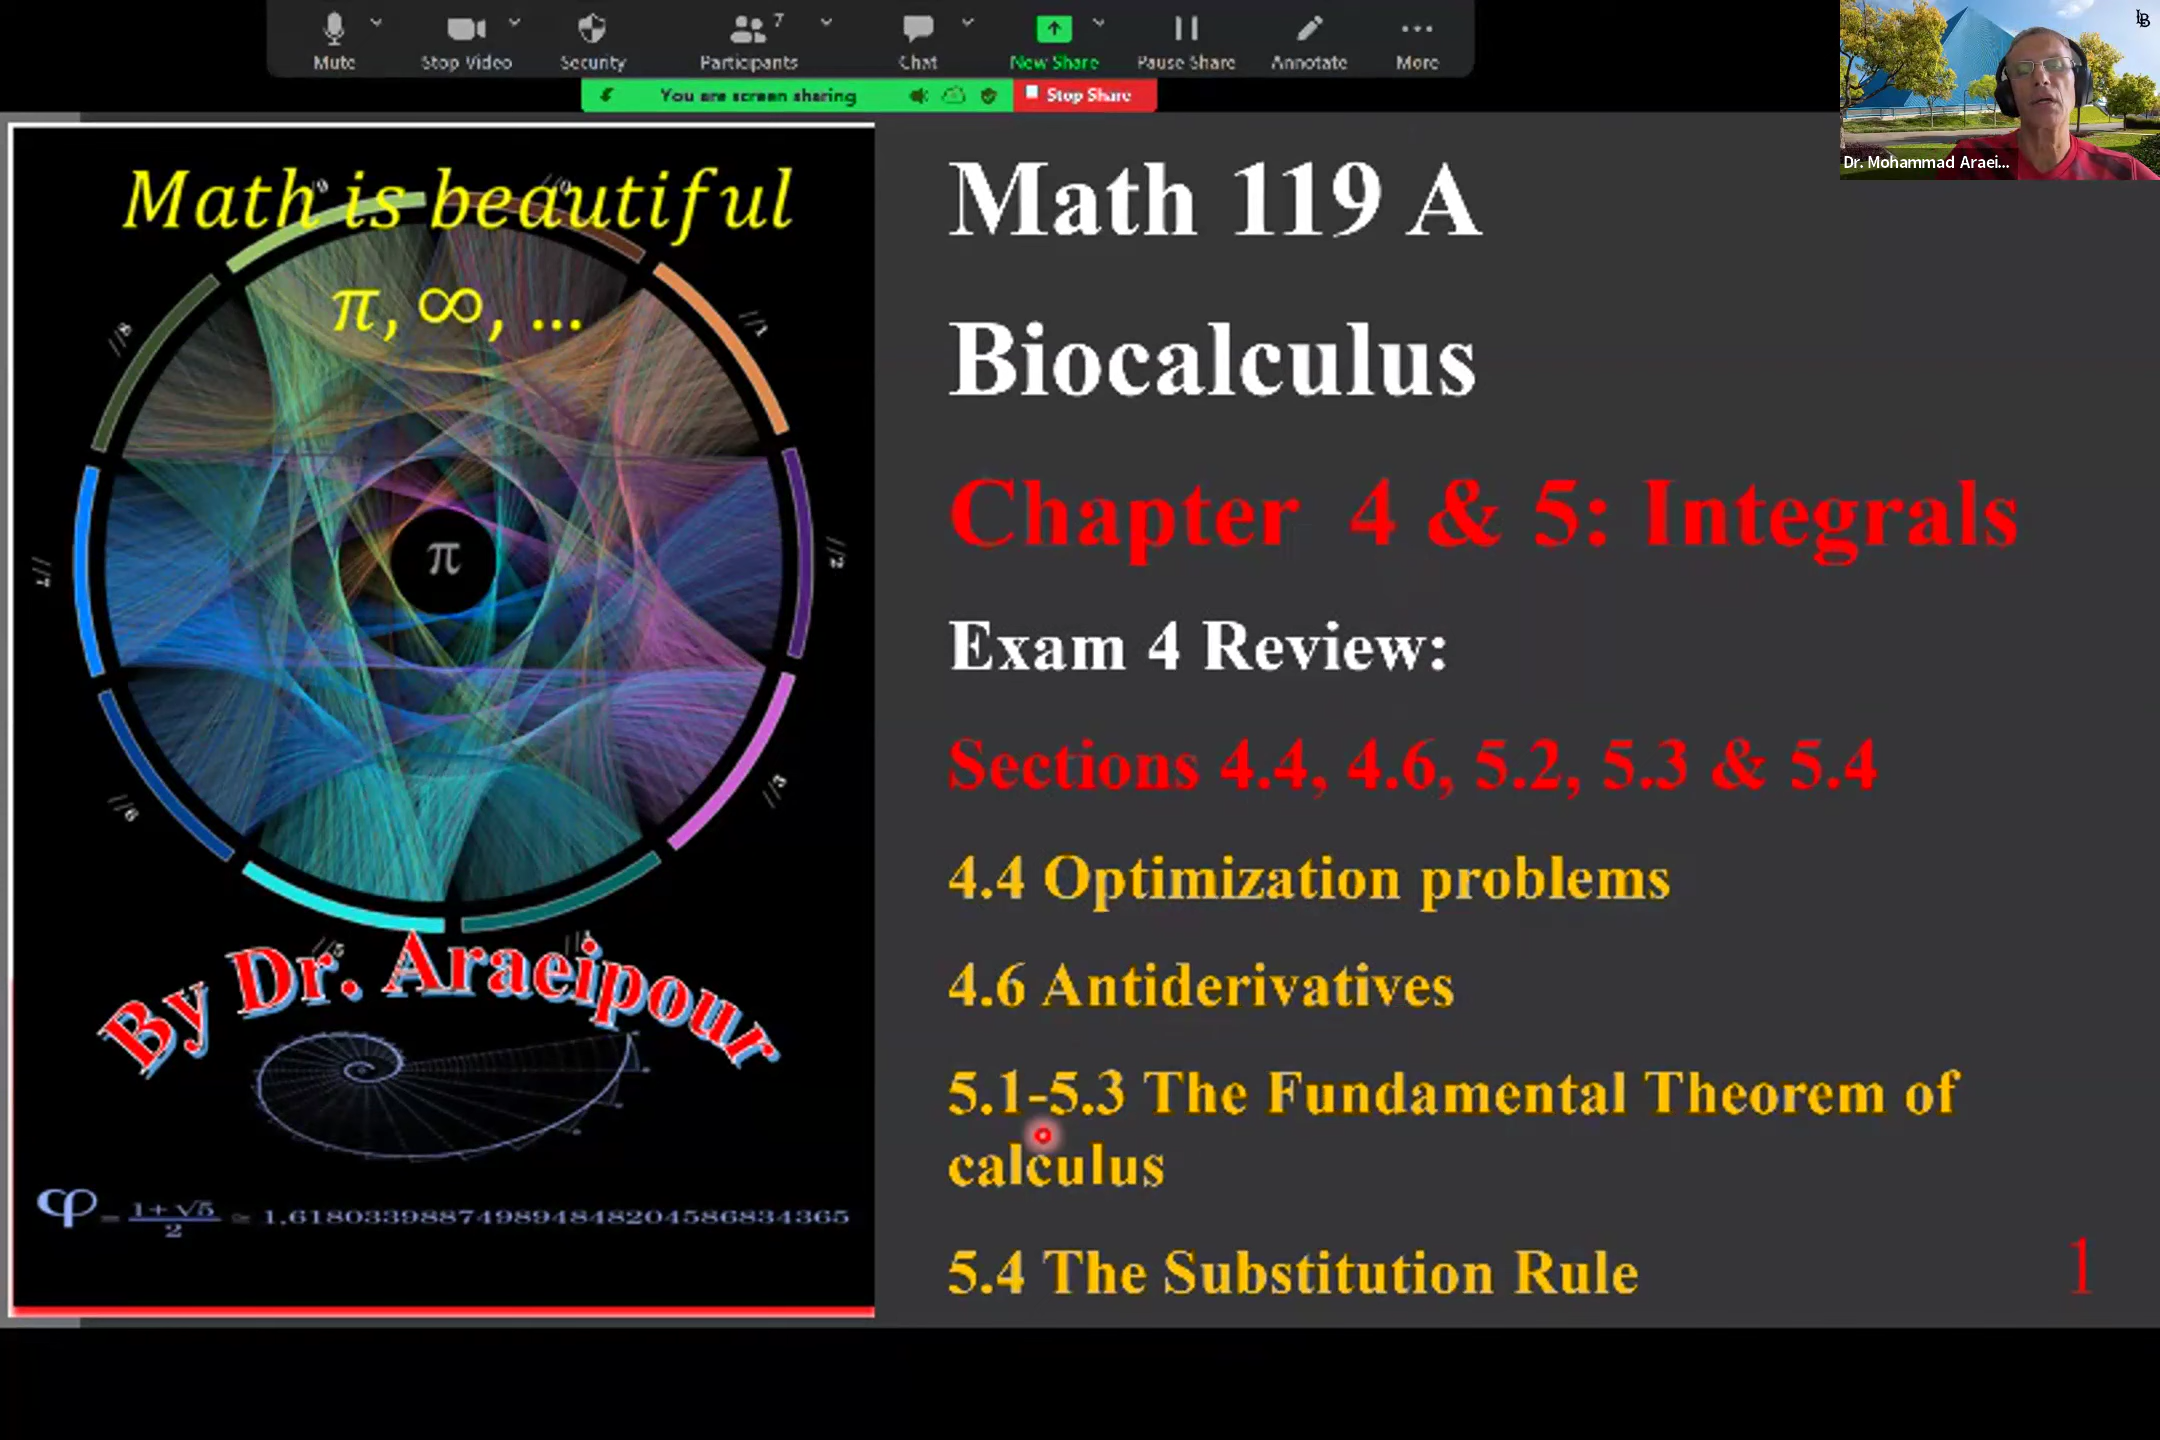 Mute
Stop Video
Security
Participants
7
Chat
New Share
Pause Share
Annotate
More
You are screen sharing
Stop Share
LB
Dr. Mohammad Araei...
Math is beautiful
π, ∞, ...
π
By Dr. Araeipour
φ = 1+√5 / 2 ≃ 1.6180339887498948482045868343​65
Math 119 A
Biocalculus
Chapter 4 & 5: Integrals
Exam 4 Review:
Sections 4.4, 4.6, 5.2, 5.3 & 5.4
4.4 Optimization problems
4.6 Antiderivatives
5.1-5.3 The Fundamental Theorem of
calculus
5.4 The Substitution Rule
1